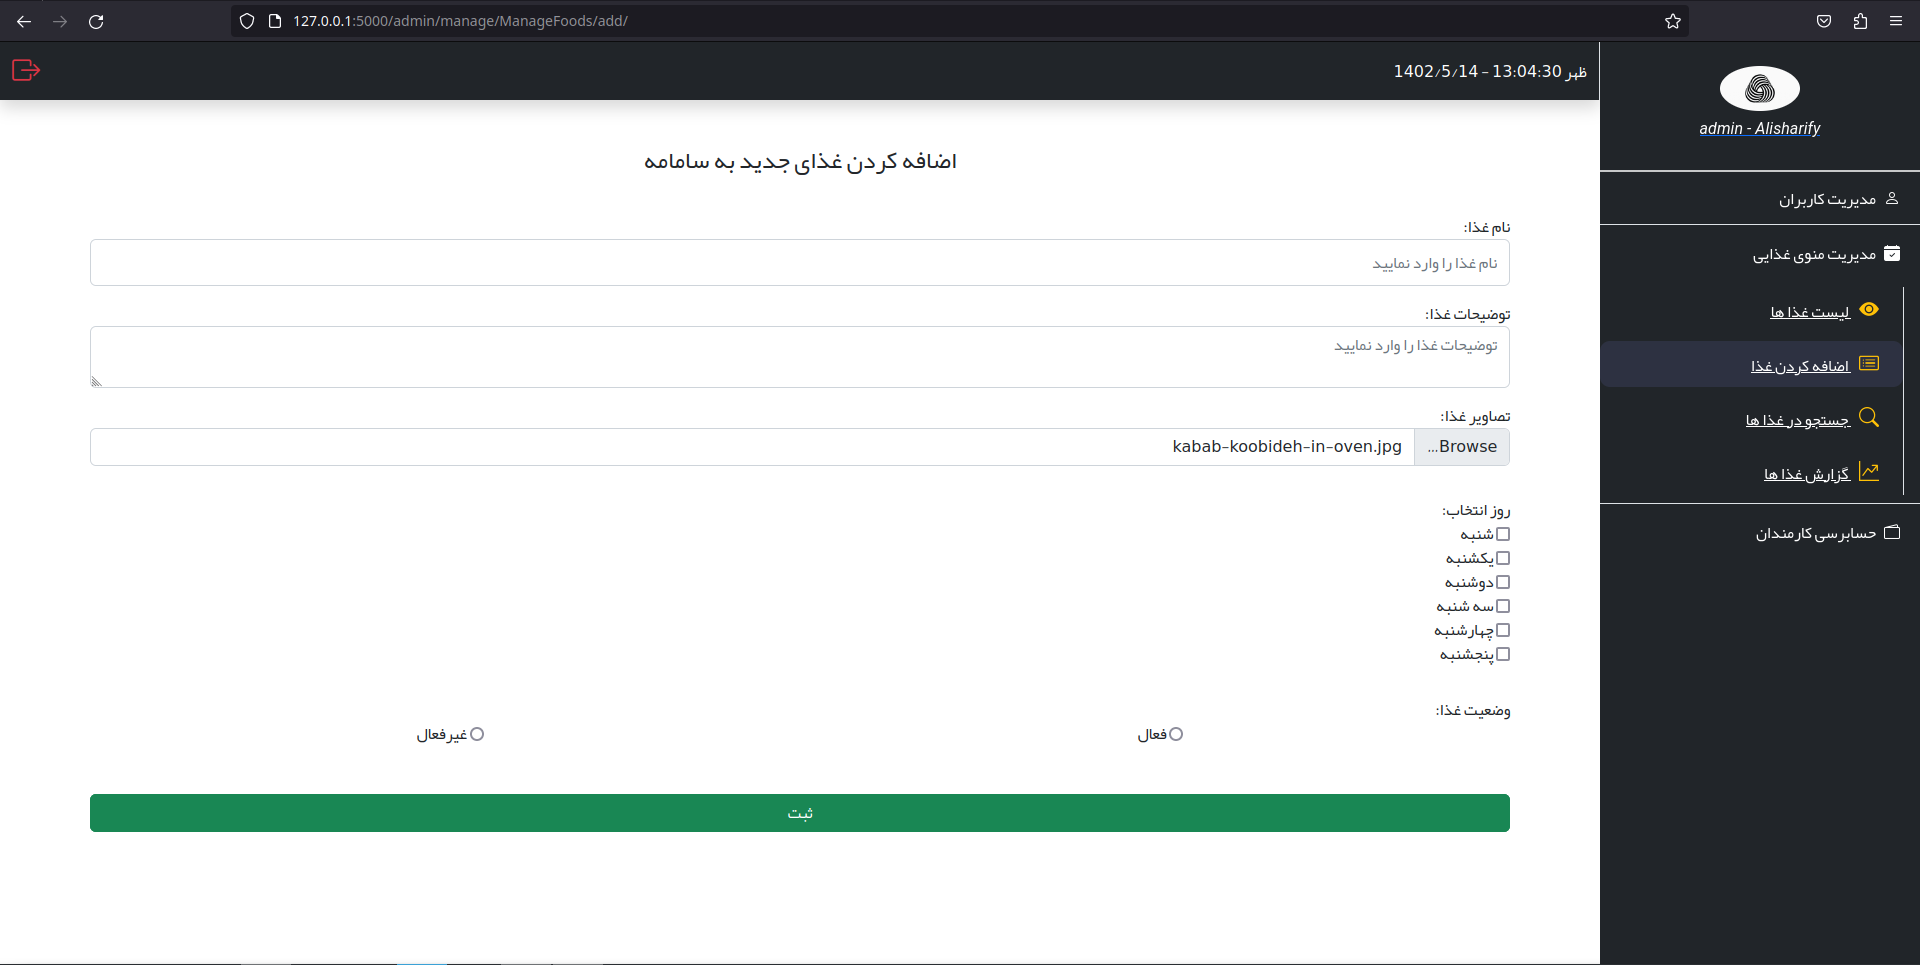 127.0.0.1:5000/admin/manage/ManageFoods/add/
ظهر 13:04:30 - 1402/5/14
admin - Alisharify
مدیریت کاربران
مدیریت منوی غذایی
لیست غذا ها
اضافه کردن غذا
جستجو در غذا ها
گزارش غذا ها
حسابرسی کارمندان
اضافه کردن غذای جدید به سامامه
نام غذا:
نام غذا را وارد نمایید
توضیحات غذا:
توضیحات غذا را وارد نمایید
تصاویر غذا:
Browse...
kabab-koobideh-in-oven.jpg
روز انتخاب:
شنبه
یکشنبه
دوشنبه
سه شنبه
چهارشنبه
پنجشنبه
وضعیت غذا:
فعال
غیرفعال
ثبت